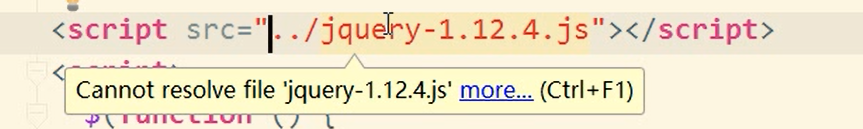 <script src="../jquery-1.12.4.js"></script>
Cannot resolve file 'jquery-1.12.4.js' more... (Ctrl+F1)
$(function () {